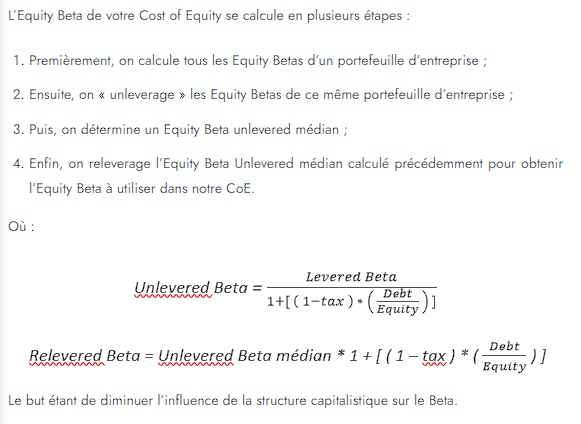 L'Equity Beta de votre Cost of Equity se calcule en plusieurs étapes :
1. Premièrement, on calcule tous les Equity Betas d'un portefeuille d'entreprise ;
2. Ensuite, on « unleverage » les Equity Betas de ce même portefeuille d'entreprise ;
3. Puis, on détermine un Equity Beta unlevered médian ;
4. Enfin, on releverage l'Equity Beta Unlevered médian calculé précédemment pour obtenir
l'Equity Beta à utiliser dans notre CoE.
Où :
Unlevered Beta = Levered Beta / 1+[(1−tax)*(Debt/Equity)]
Relevered Beta = Unlevered Beta médian * 1 + [ ( 1 – tax ) * (Debt/Equity) ]
Le but étant de diminuer l'influence de la structure capitalistique sur le Beta.